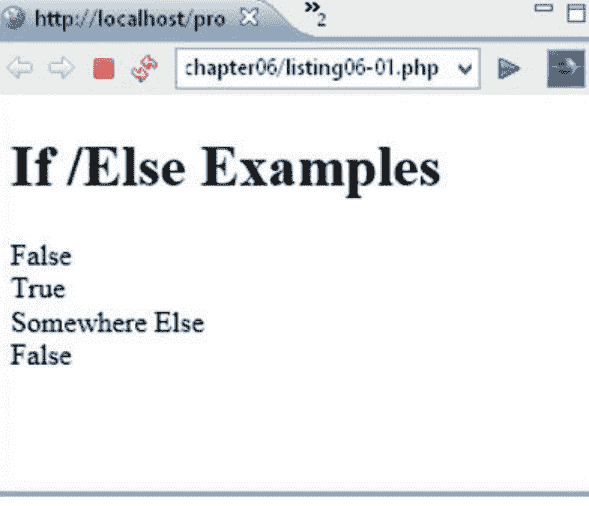 http://localhost/pro
»2
chapter06/listing06-01.php
If /Else Examples
False
True
Somewhere Else
False